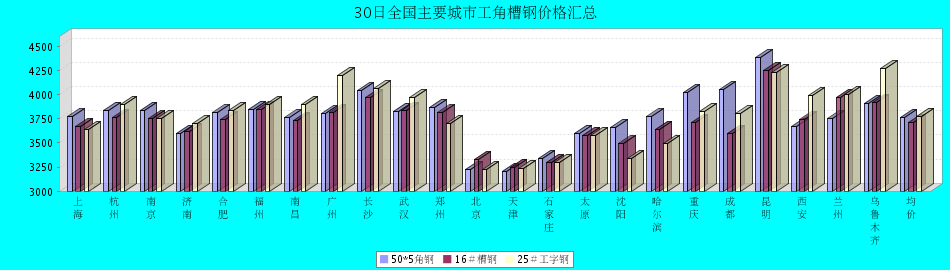 30日全国主要城市工角槽钢价格汇总
4500
4250
4000
3750
3500
3250
3000
上海
杭州
南京
济南
合肥
福州
南昌
广州
长沙
武汉
郑州
北京
天津
石家庄
太原
沈阳
哈尔滨
重庆
成都
昆明
西安
兰州
乌鲁木齐
均价
50*5角钢 16#槽钢 25#工字钢